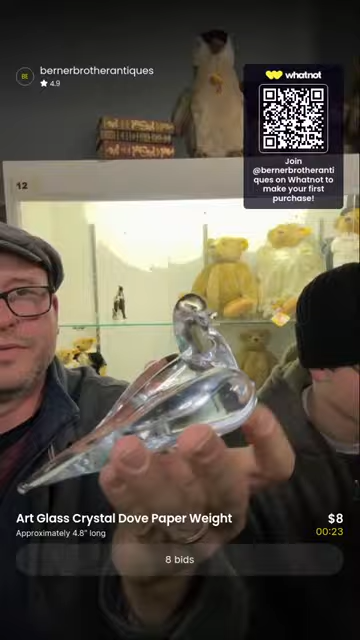 BE
bernerbrotherantiques
4.9
whatnot
Join
@bernerbrotheranti
ques on Whatnot to
make your first
purchase!
12
Art Glass Crystal Dove Paper Weight
$8
Approximately 4.8" long
00:23
8 bids